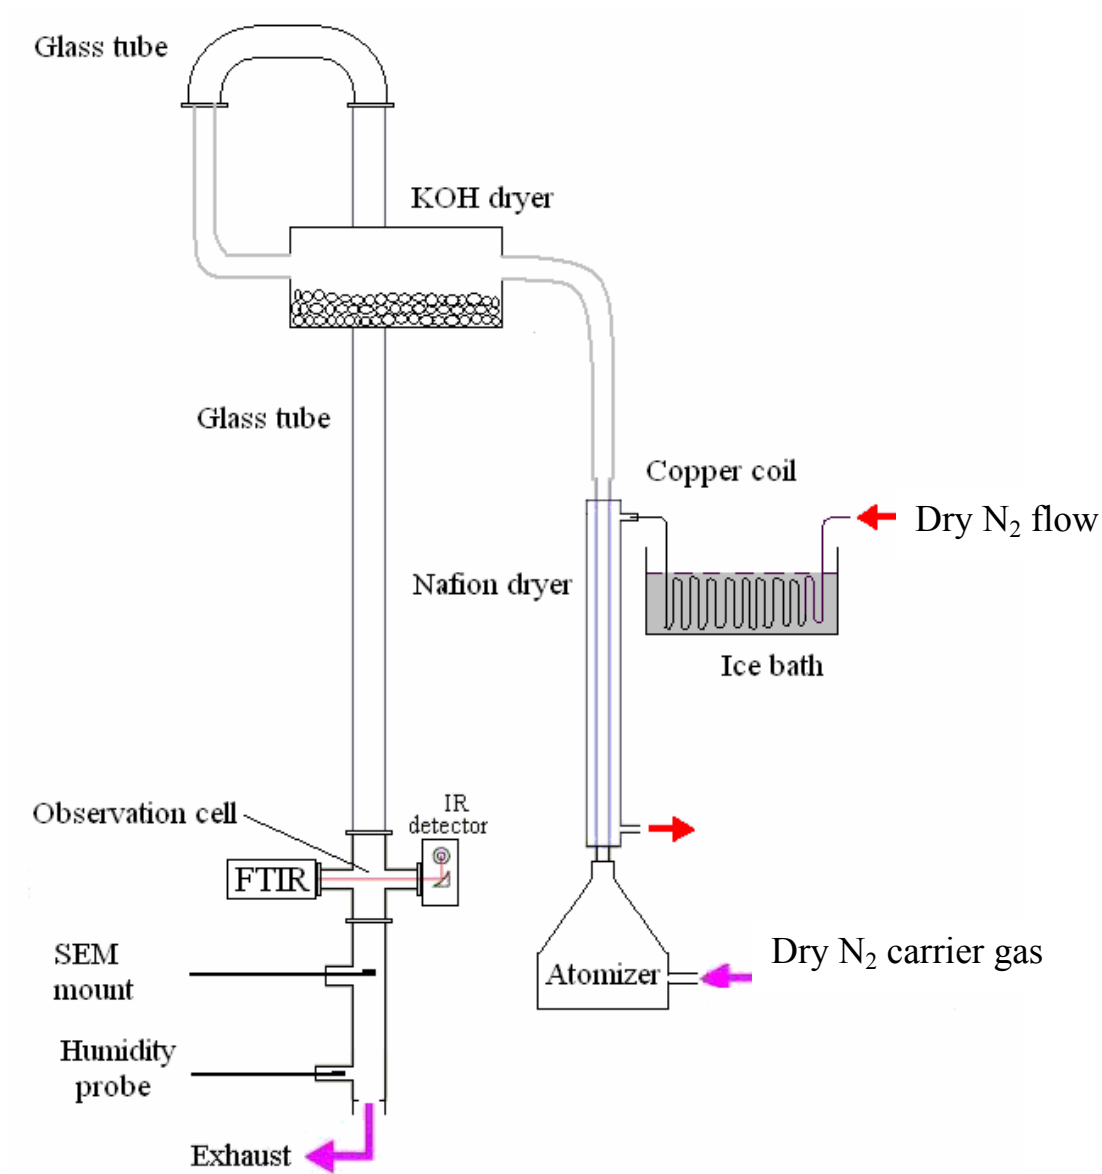 Glass tube
KOH dryer
Glass tube
Copper coil
Dry N₂ flow
Nafion dryer
Ice bath
Observation cell
IR
detector
FTIR
SEM
mount
Dry N₂ carrier gas
Atomizer
Humidity
probe
Exhaust